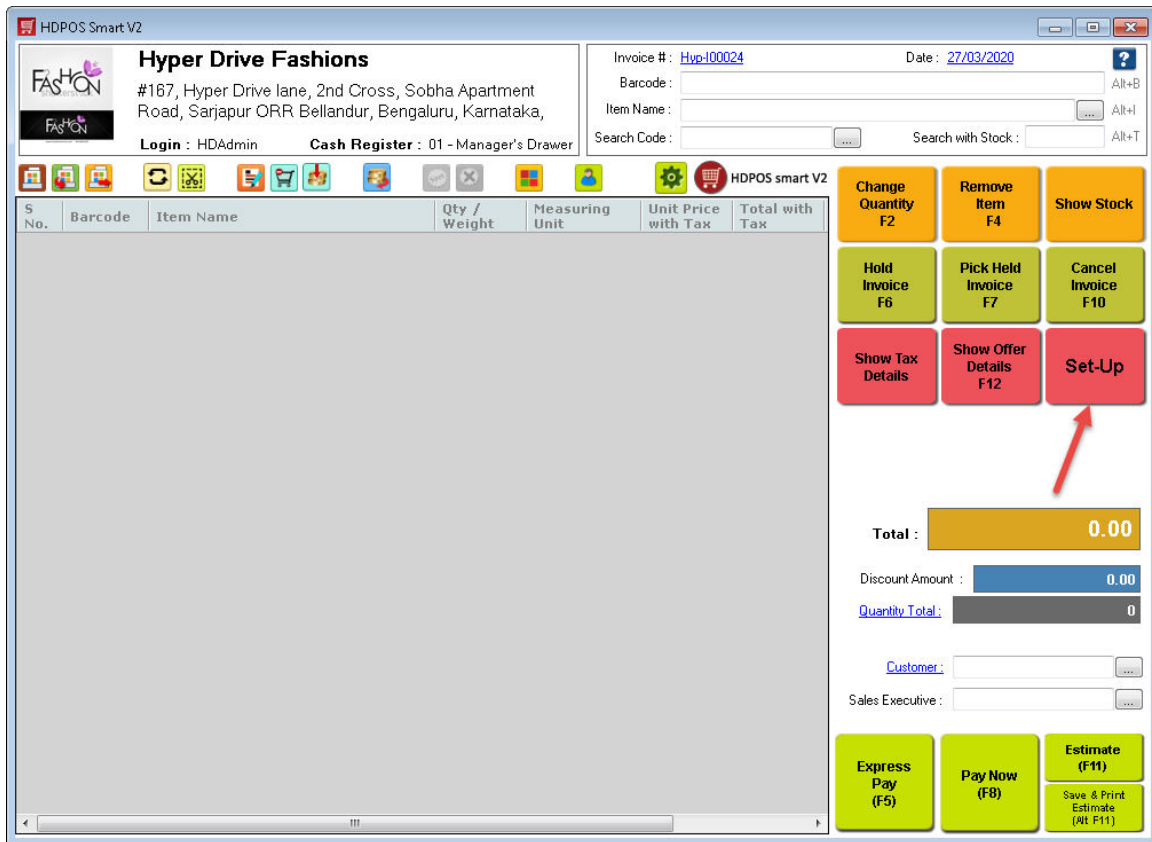 HDPOS Smart V2
FASHION
FASHION
Hyper Drive Fashions
#167, Hyper Drive lane, 2nd Cross, Sobha Apartment
Road, Sarjapur ORR Bellandur, Bengaluru, Karnataka,
Login : HDAdmin Cash Register : 01 - Manager's Drawer
Invoice # : Hyp-I00024 Date : 27/03/2020 ?
Barcode : Alt+B
Item Name : ... Alt+I
Search Code : ... Search with Stock : Alt+T
HDPOS smart V2
S No. Barcode Item Name Qty / Weight Measuring Unit Unit Price with Tax Total with Tax
Change
Quantity
F2
Remove
Item
F4
Show Stock
Hold
Invoice
F6
Pick Held
Invoice
F7
Cancel
Invoice
F10
Show Tax
Details
Show Offer
Details
F12
Set-Up
Total : 0.00
Discount Amount : 0.00
Quantity Total : 0
Customer : ...
Sales Executive : ...
Express
Pay
(F5)
Pay Now
(F8)
Estimate
(F11)
Save & Print
Estimate
(Alt F11)